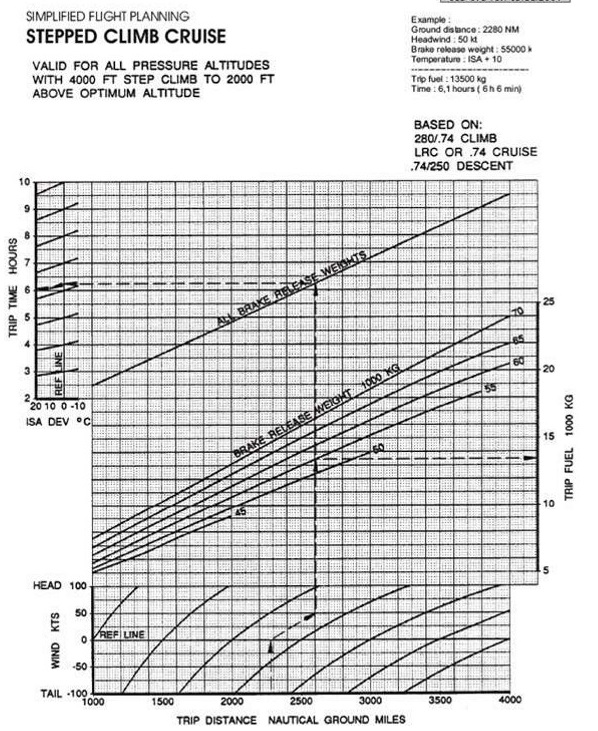 SIMPLIFIED FLIGHT PLANNING
STEPPED CLIMB CRUISE
VALID FOR ALL PRESSURE ALTITUDES
WITH 4000 FT STEP CLIMB TO 2000 FT
ABOVE OPTIMUM ALTITUDE
Example :
Ground distance : 2280 NM
Headwind : 50 kt
Brake release weight : 55000 k
Temperature : ISA + 10
Trip fuel : 13500 kg
Time : 6,1 hours ( 6 h 6 min)
BASED ON:
280/.74 CLIMB
LRC OR .74 CRUISE
.74/250 DESCENT
10
9
8
7
6
5
4
3
2
TRIP TIME HOURS
REF LINE
20 10 0 -10
ISA DEV °C
ALL BRAKE RELEASE WEIGHTS
BRAKE RELEASE WEIGHT 1000 KG
70
65
60
55
50
45
25
20
15
10
5
TRIP FUEL 1000 KG
HEAD 100
50
0
-50
TAIL -100
WIND KTS
REF LINE
1000 1500 2000 2500 3000 3500 4000
TRIP DISTANCE NAUTICAL GROUND MILES